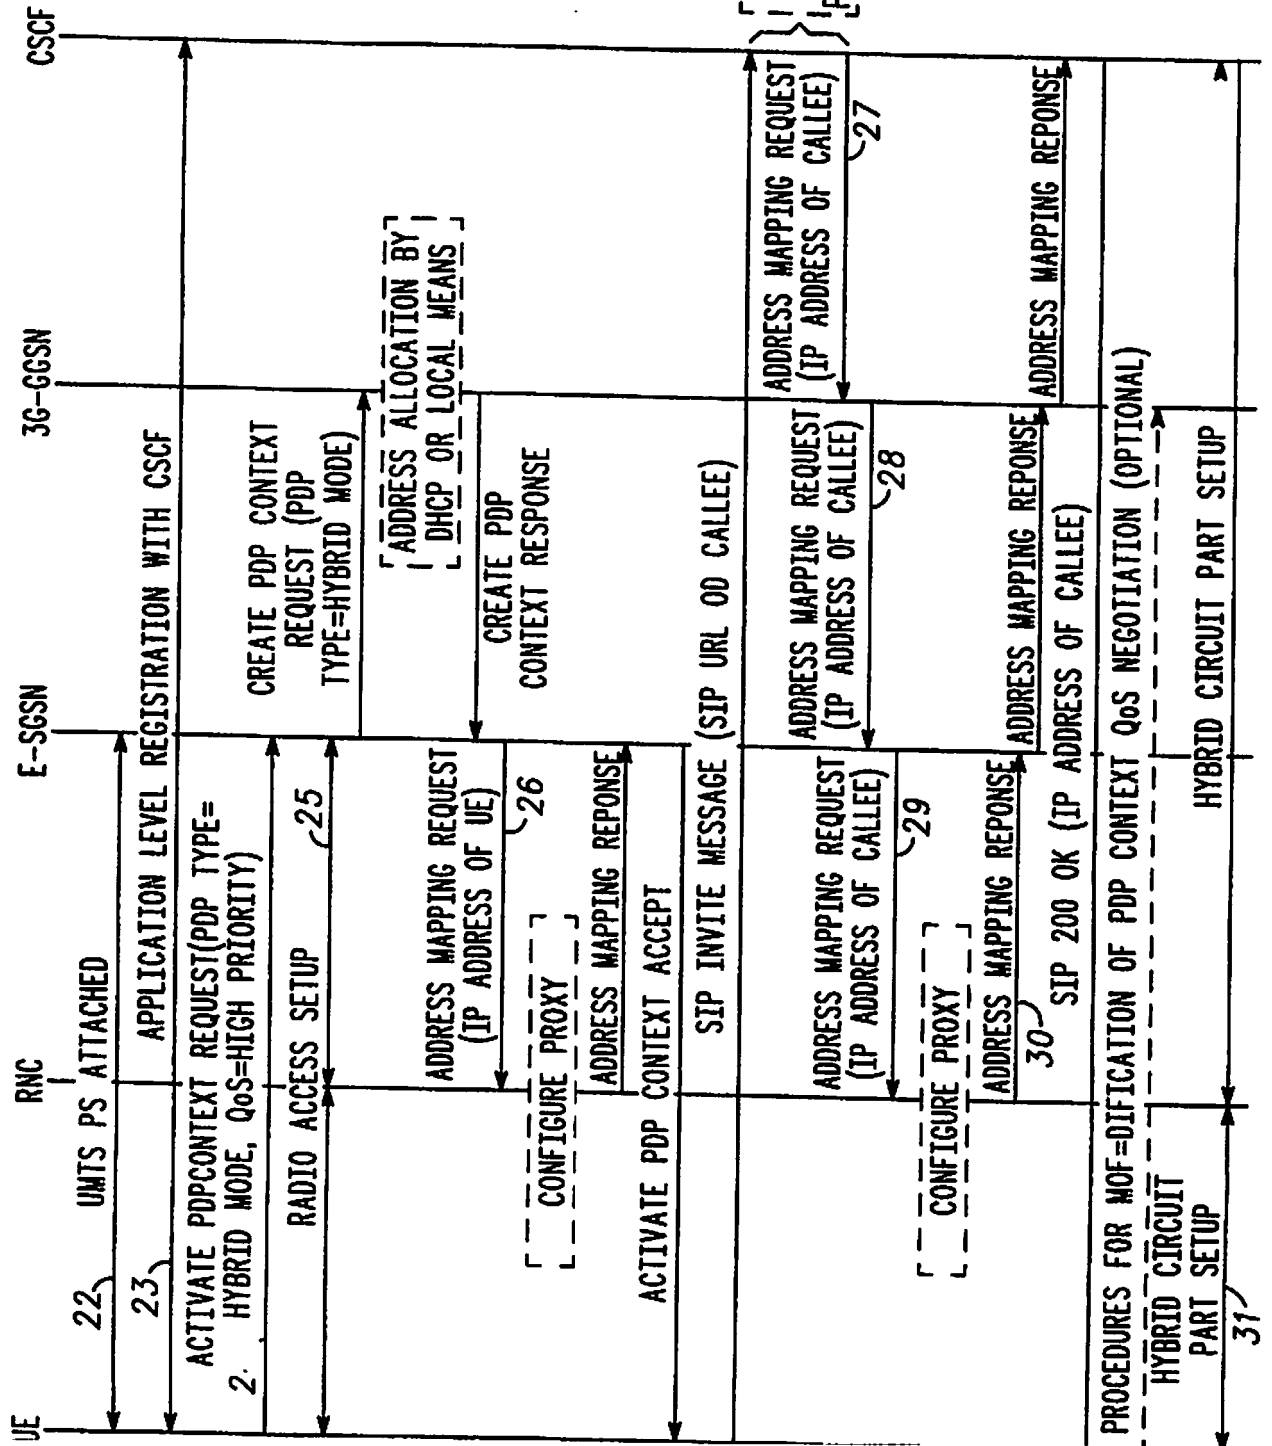 UE
RNC
E-SGSN
3G-GGSN
CSCF
22
UMTS PS ATTACHED
23
APPLICATION LEVEL REGISTRATION WITH CSCF
ACTIVATE PDPCONTEXT REQUEST(PDP TYPE=
HYBRID MODE, QoS=HIGH PRIORITY)
2
CREATE PDP CONTEXT
REQUEST (PDP
TYPE=HYBRID MODE)
RADIO ACCESS SETUP
25
ADDRESS ALLOCATION BY
DHCP OR LOCAL MEANS
CREATE PDP
CONTEXT RESPONSE
ADDRESS MAPPING REQUEST
(IP ADDRESS OF UE)
26
CONFIGURE PROXY
ADDRESS MAPPING REPONSE
ACTIVATE PDP CONTEXT ACCEPT
SIP INVITE MESSAGE (SIP URL OD CALLEE)
ADDRESS MAPPING REQUEST
(IP ADDRESS OF CALLEE)
27
ADDRESS MAPPING REQUEST
(IP ADDRESS OF CALLEE)
28
ADDRESS MAPPING REQUEST
(IP ADDRESS OF CALLEE)
29
CONFIGURE PROXY
ADDRESS MAPPING REPONSE
30
ADDRESS MAPPING REPONSE
ADDRESS MAPPING REPONSE
SIP 200 OK (IP ADDRESS OF CALLEE)
PROCEDURES FOR MOF=DIFICATION OF PDP CONTEXT QoS NEGOTIATION (OPTIONAL)
HYBRID CIRCUIT
PART SETUP
31
HYBRID CIRCUIT PART SETUP